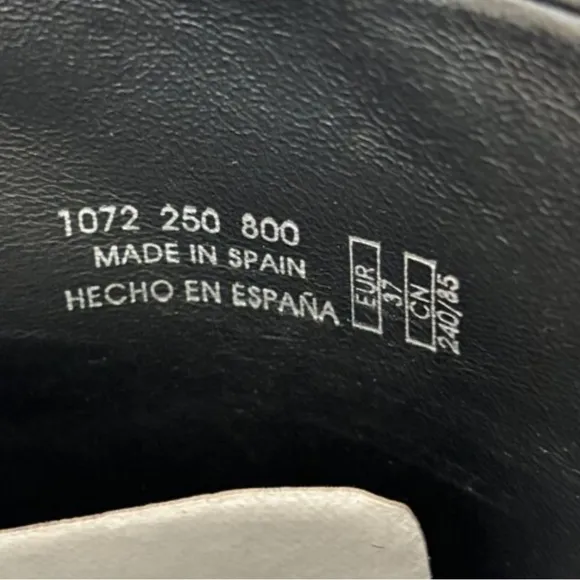 1072 250 800
MADE IN SPAIN
HECHO EN ESPAÑA
EUR
37
CN
240/85